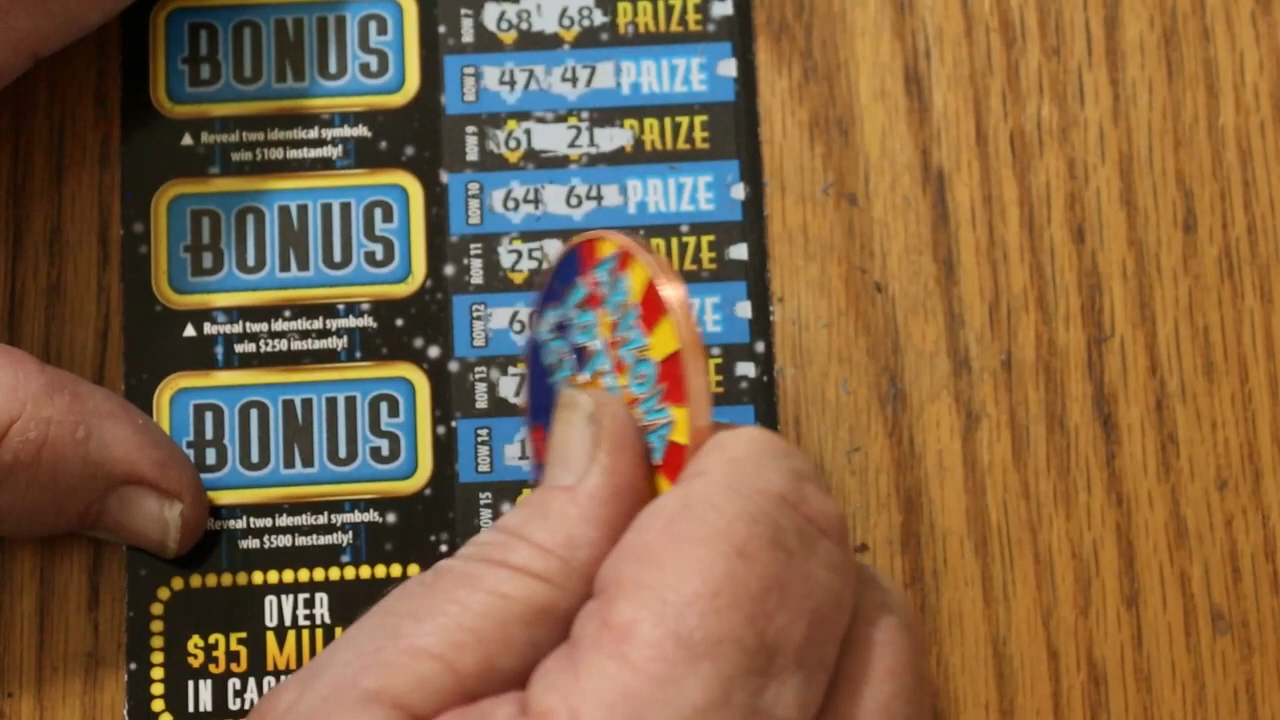 BONUS
▲ Reveal two identical symbols,
win $100 instantly!
BONUS
▲ Reveal two identical symbols,
win $250 instantly!
BONUS
Reveal two identical symbols,
win $500 instantly!
OVER
$35
IN
ROW 7 68 68 PRIZE
ROW 8 47 47 PRIZE
ROW 9 61 21 PRIZE
ROW 10 64 64 PRIZE
ROW 11 25 PRIZE
ROW 12
ROW 13
ROW 14
ROW 15